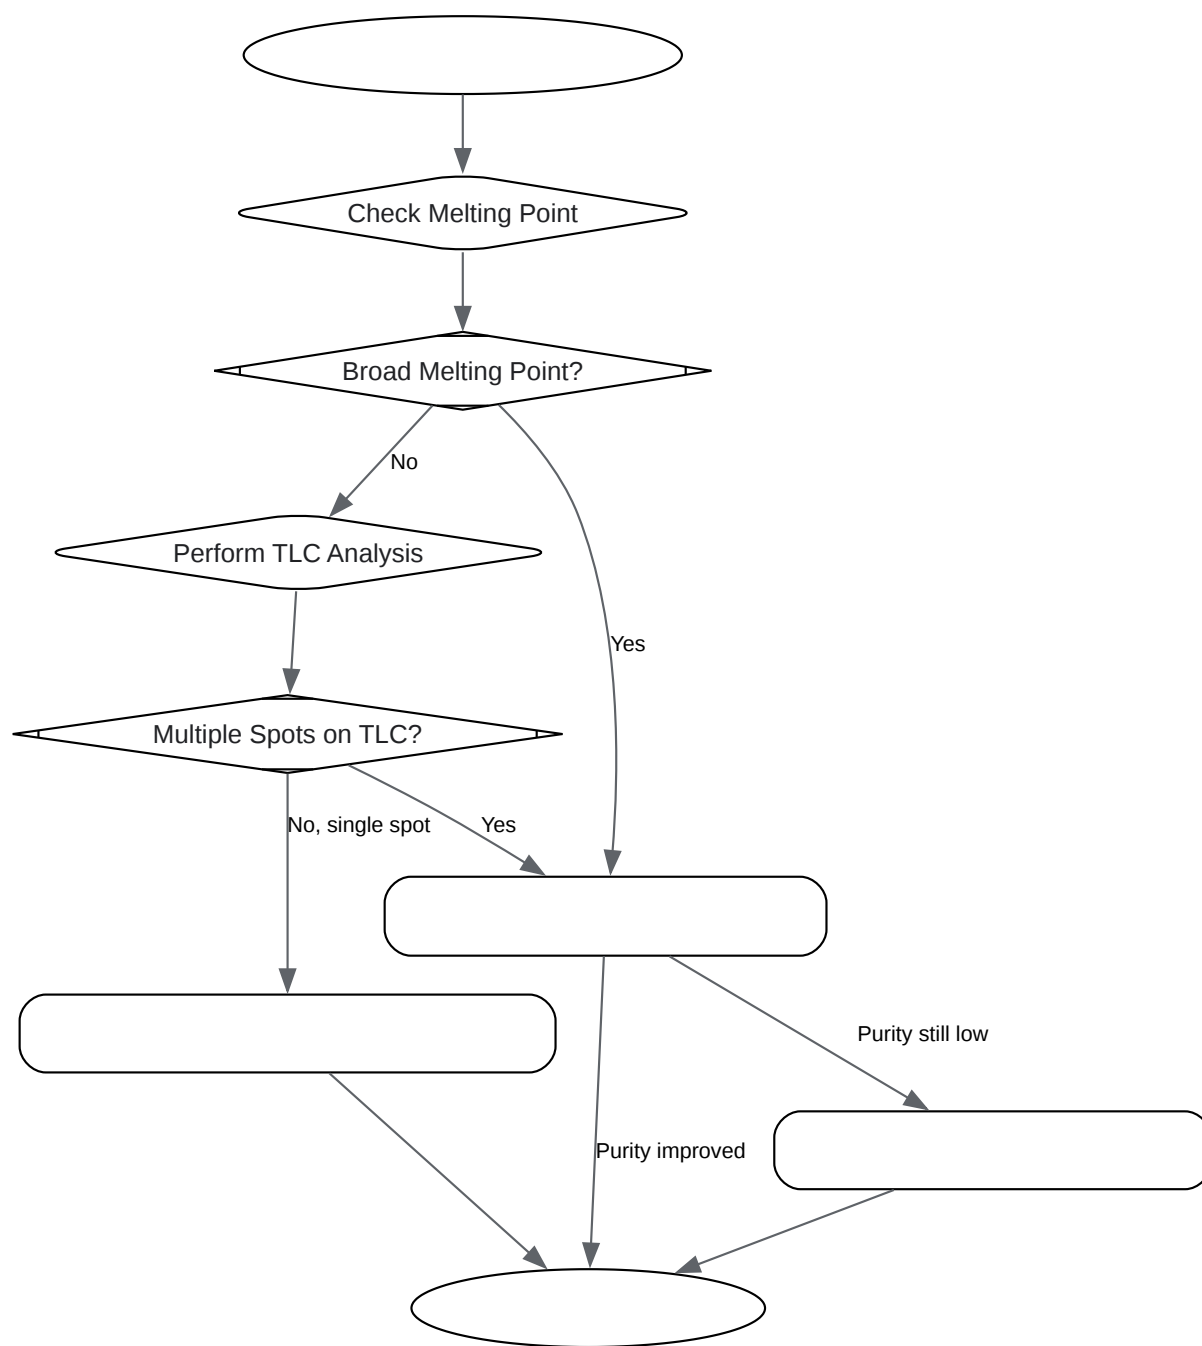 Check Melting Point
Broad Melting Point?
No
Perform TLC Analysis
Yes
Multiple Spots on TLC?
No, single spot
Yes
Purity still low
Purity improved